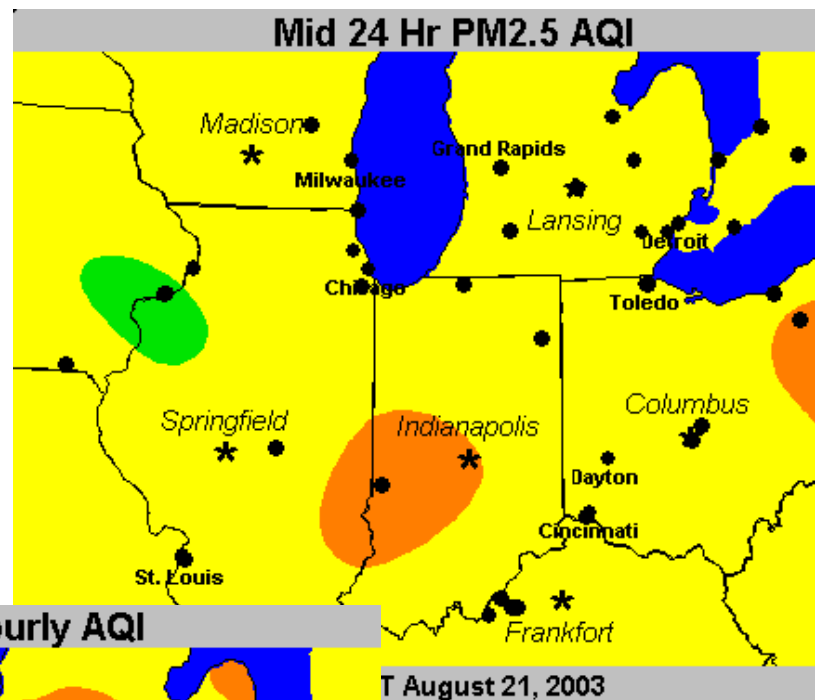 Mid 24 Hr PM2.5 AQI
Madison
Grand Rapids
Milwaukee
Lansing
Detroit
Chicago
Toledo
Springfield
Indianapolis
Columbus
Dayton
Cincinnati
St. Louis
Frankfort
AQI
T August 21, 2003